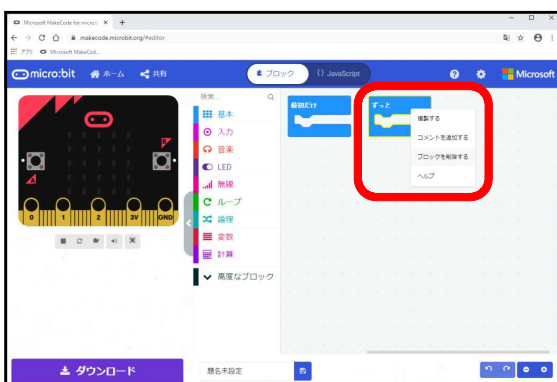 Microsoft MakeCode for micro:b
makecode.microbit.org/#editor
アプリ
Microsoft MakeCod...
micro:bit
ホーム
共有
ブロック
{} JavaScript
Microsoft
検索...
基本
入力
音楽
LED
無線
ループ
論理
変数
計算
高度なブロック
最初だけ
ずっと
複製する
コメントを追加する
ブロックを削除する
ヘルプ
A
B
0
1
2
3V
GND
ダウンロード
題名未設定